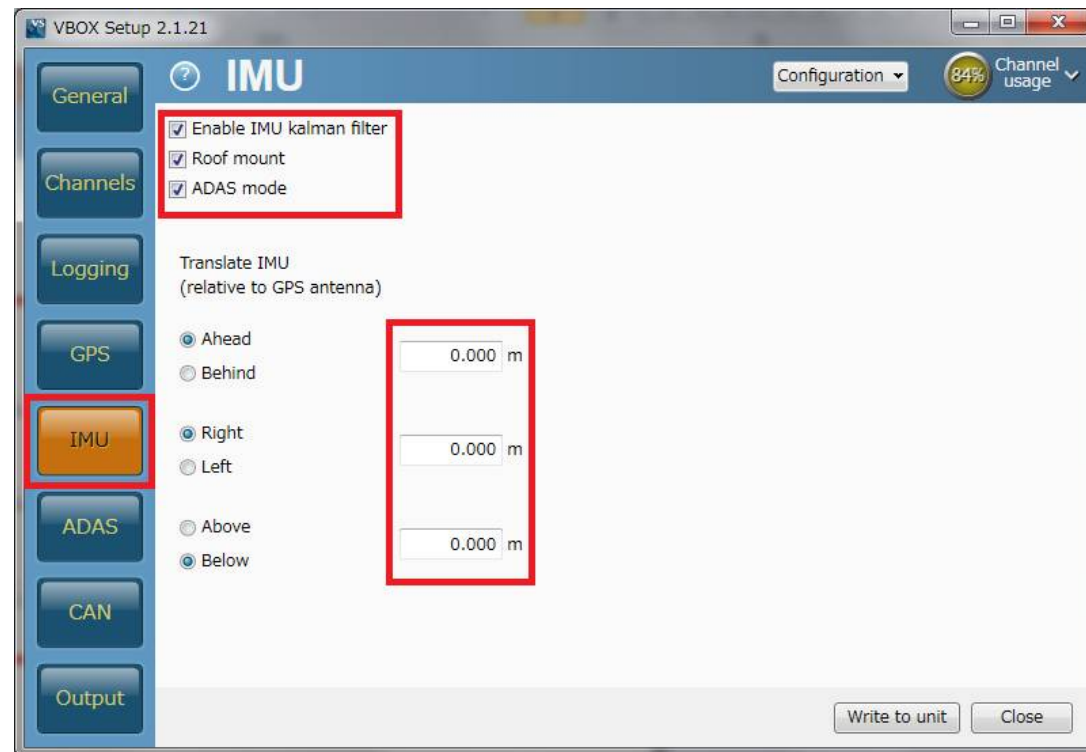 VBOX Setup 2.1.21
General
Channels
Logging
GPS
IMU
ADAS
CAN
Output
? IMU
Configuration
84% Channel usage
Enable IMU kalman filter
Roof mount
ADAS mode
Translate IMU
(relative to GPS antenna)
Ahead
Behind
0.000 m
Right
Left
0.000 m
Above
Below
0.000 m
Write to unit Close